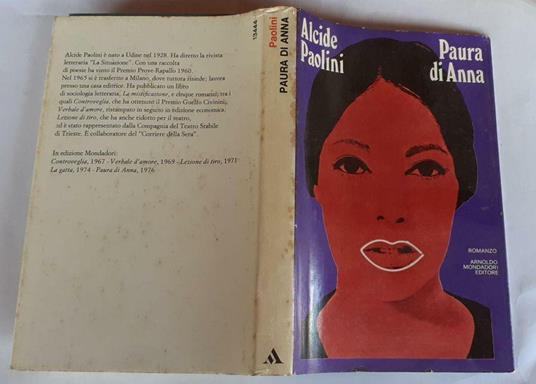 Alcide Paolini è nato a Udine nel 1928. Ha diretto la rivista
letteraria "La Situazione". Con una raccolta
di poesie ha vinto il Premio Prove-Rapallo 1960.
Nel 1965 si è trasferito a Milano, dove tuttora risiede; lavora
presso una casa editrice. Ha pubblicato un libro
di sociologia letteraria, La mistificazione, e cinque romanzi, tra i
quali Controveglia, che ha ottenuto il Premio Guelfo Civinini,
Verbale d'amore, ristampato in seguito in edizione economica,
Lezione di tiro, che ha anche ridotto per il teatro,
ed è stato rappresentato dalla Compagnia del Teatro Stabile
di Trieste. È collaboratore del "Corriere della Sera".
In edizione Mondadori:
Controveglia, 1967 - Verbale d'amore, 1969 - Lezione di tiro, 1971
La gatta, 1974 - Paura di Anna, 1976
13444
Paolini
PAURA DI ANNA
Alcide
Paolini
Paura
di Anna
ROMANZO
ARNOLDO
MONDADORI
EDITORE